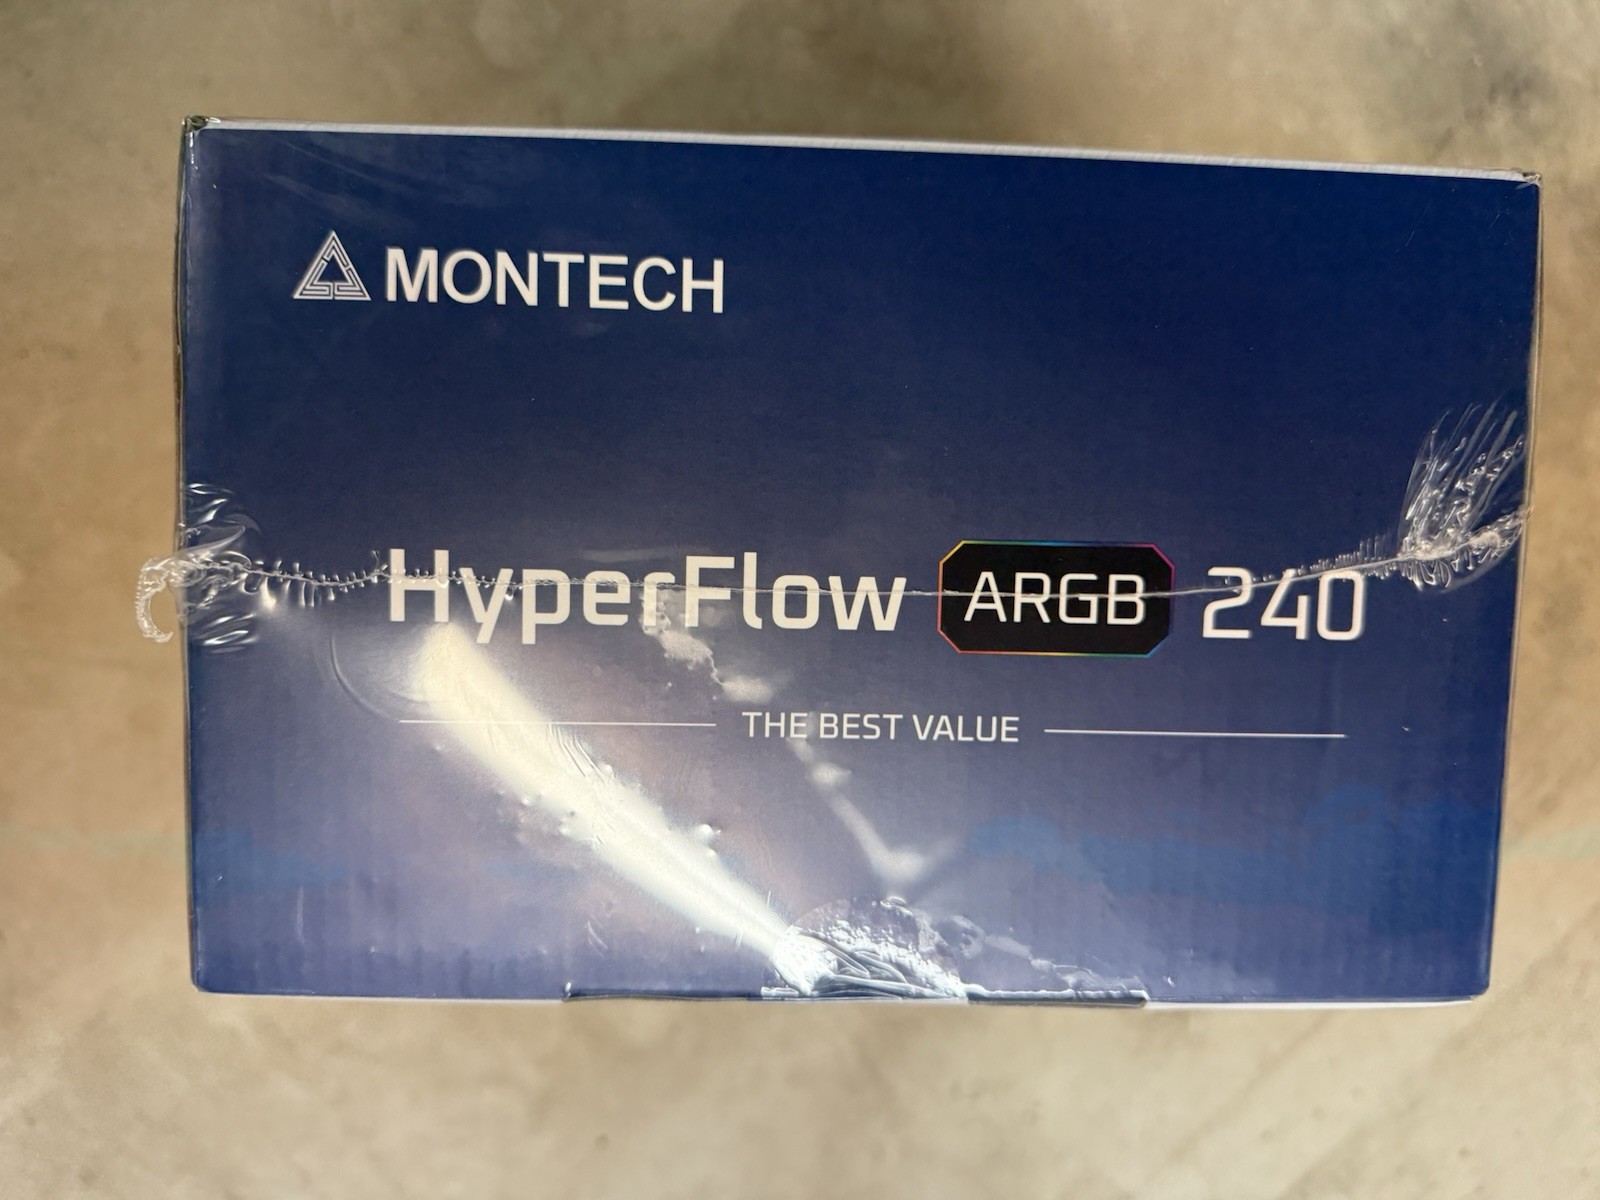 MONTECH
HyperFlow ARGB 240
THE BEST VALUE